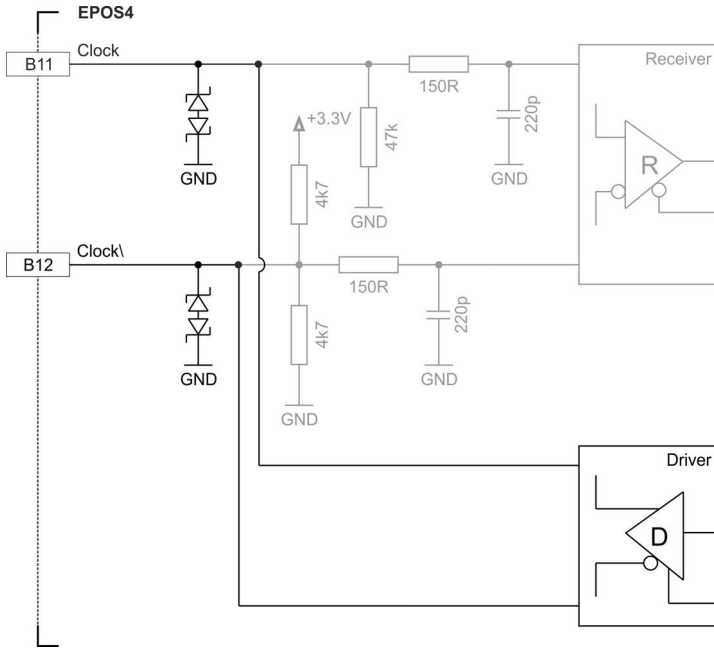 EPOS4
Clock
B11
Receiver
150R
+3.3V
47k
220p
GND
GND
R
4k7
GND
Clock\
B12
150R
4k7
220p
GND
GND
GND
Driver
D